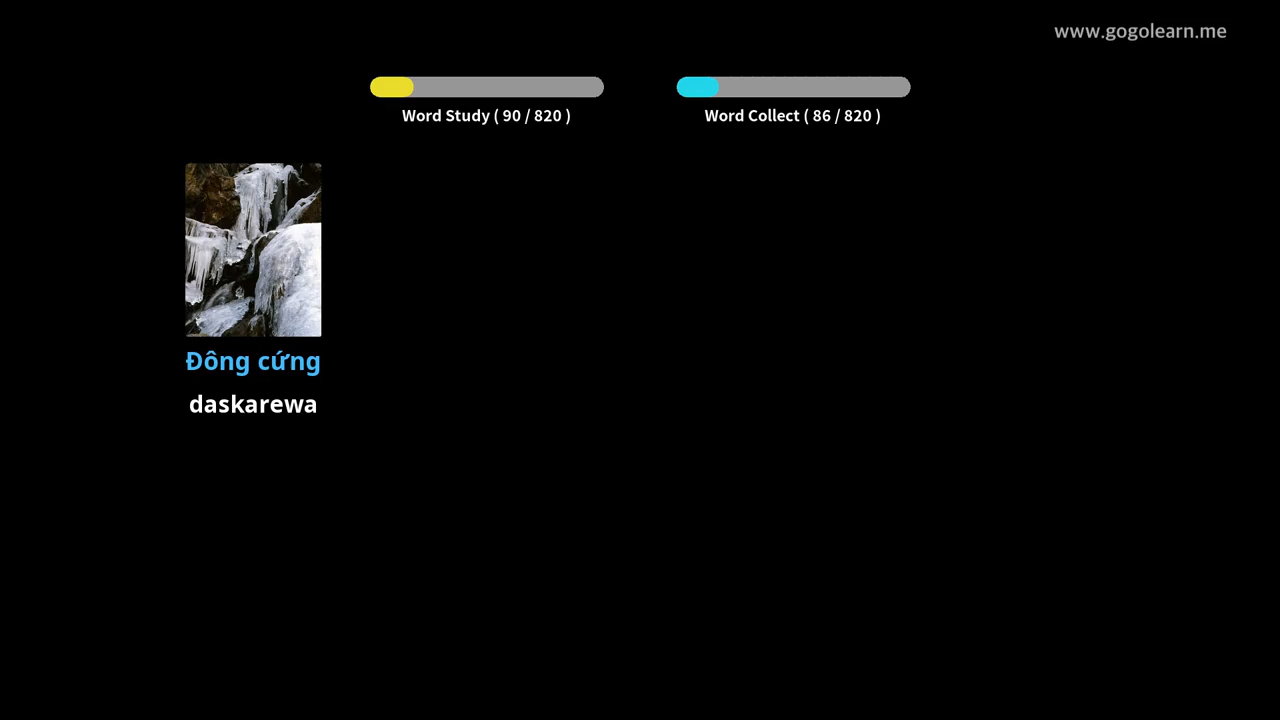 www.gogolearn.me
Word Study ( 90 / 820 )
Word Collect ( 86 / 820 )
Đông cứng
daskarewa